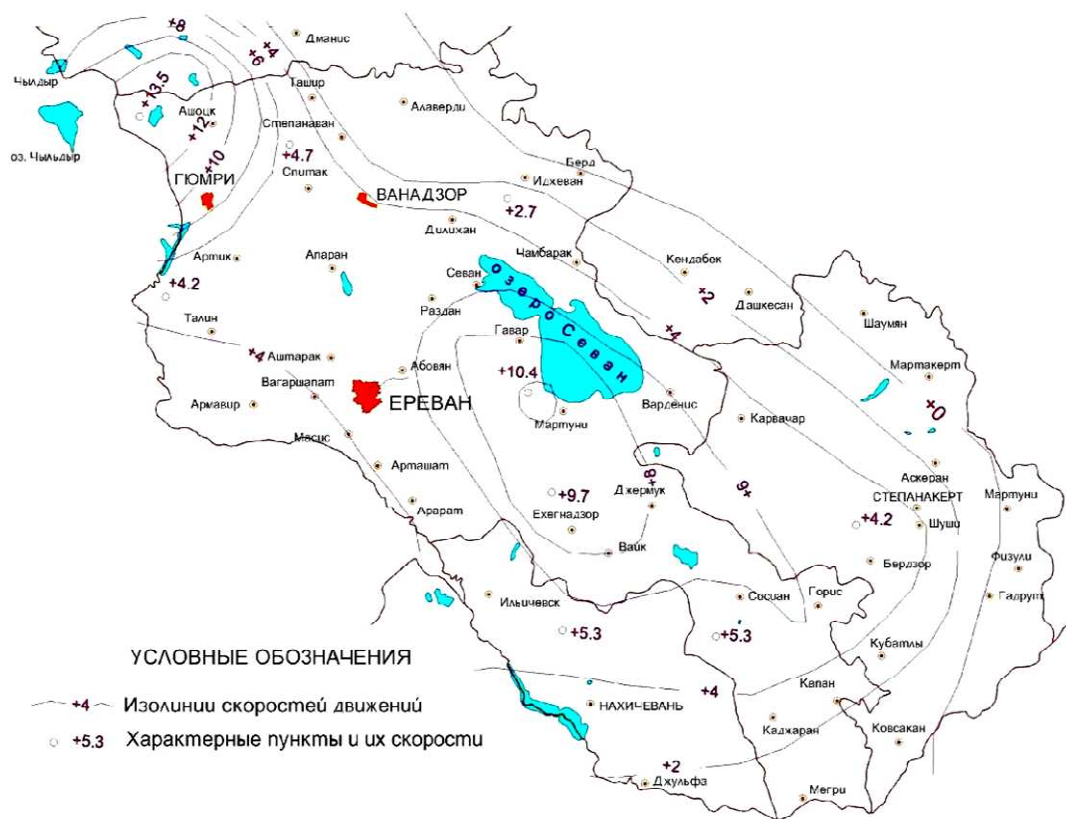 +8
+6
+4
Дманис
Чылдыр
+13.5
Ашоцк
Ташир
Алаверди
+12
Степанаван
оз. Чыльдыр
+10
+4.7
Берд
ГЮМРИ
Спитак
ВАНАДЗОР
Идхеван
+2.7
Дилихан
Артик
Апаран
Чамбарак
Кендабек
Севан
озеро Севан
+4.2
Раздан
+2
Дашкесан
Талин
Гавар
+4
Шаумян
+4
Аштарак
Абовян
Мартакерт
Вагаршапат
+10.4
ЕРЕВАН
Варденис
+0
Армавир
Мартуни
Карвачар
Масис
Арташат
+8
Аскеран
+9.7
Джермук
+6
СТЕПАНАКЕРТ
Мартуни
Арарат
Ехегнадзор
+4.2
Шуши
Вайк
Бердзор
Физули
Ильичевск
Сосиан
Горис
Гадрут
+5.3
+5.3
УСЛОВНЫЕ ОБОЗНАЧЕНИЯ
Кубатлы
+4
Капан
+4 Изолинии скоростей движений
НАХИЧЕВАНЬ
Каджаран
+5.3 Характерные пункты и их скорости
Ковсакан
+2
Джульфа
Мегри